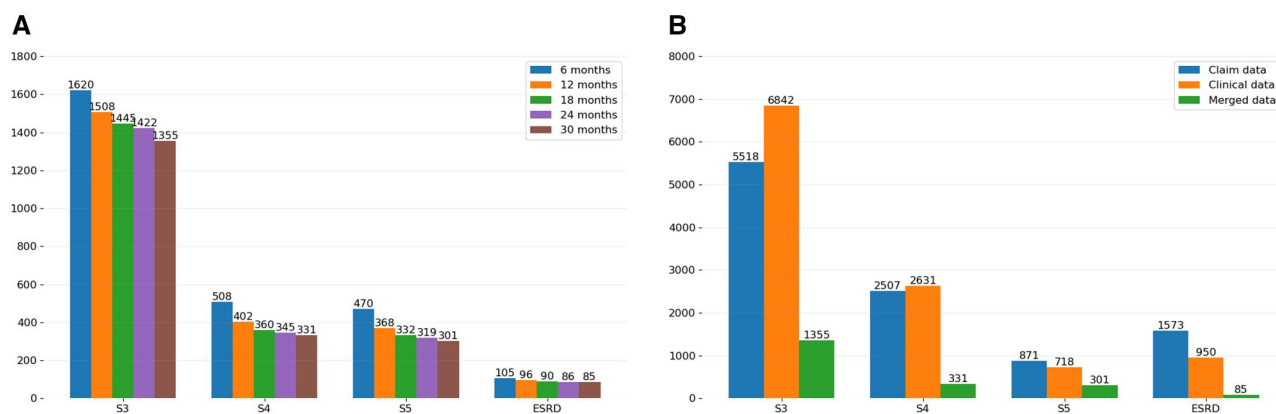 A
1800
1600
1400
1200
1000
800
600
400
200
0
6 months
12 months
18 months
24 months
30 months
1620
1508
1445
1422
1355
508
402
360
345
331
470
368
332
319
301
105
96
90
86
85
S3
S4
S5
ESRD
B
8000
7000
6000
5000
4000
3000
2000
1000
0
Claim data
Clinical data
Merged data
5518
6842
1355
2507
2631
331
871
718
301
1573
950
85
S3
S4
S5
ESRD